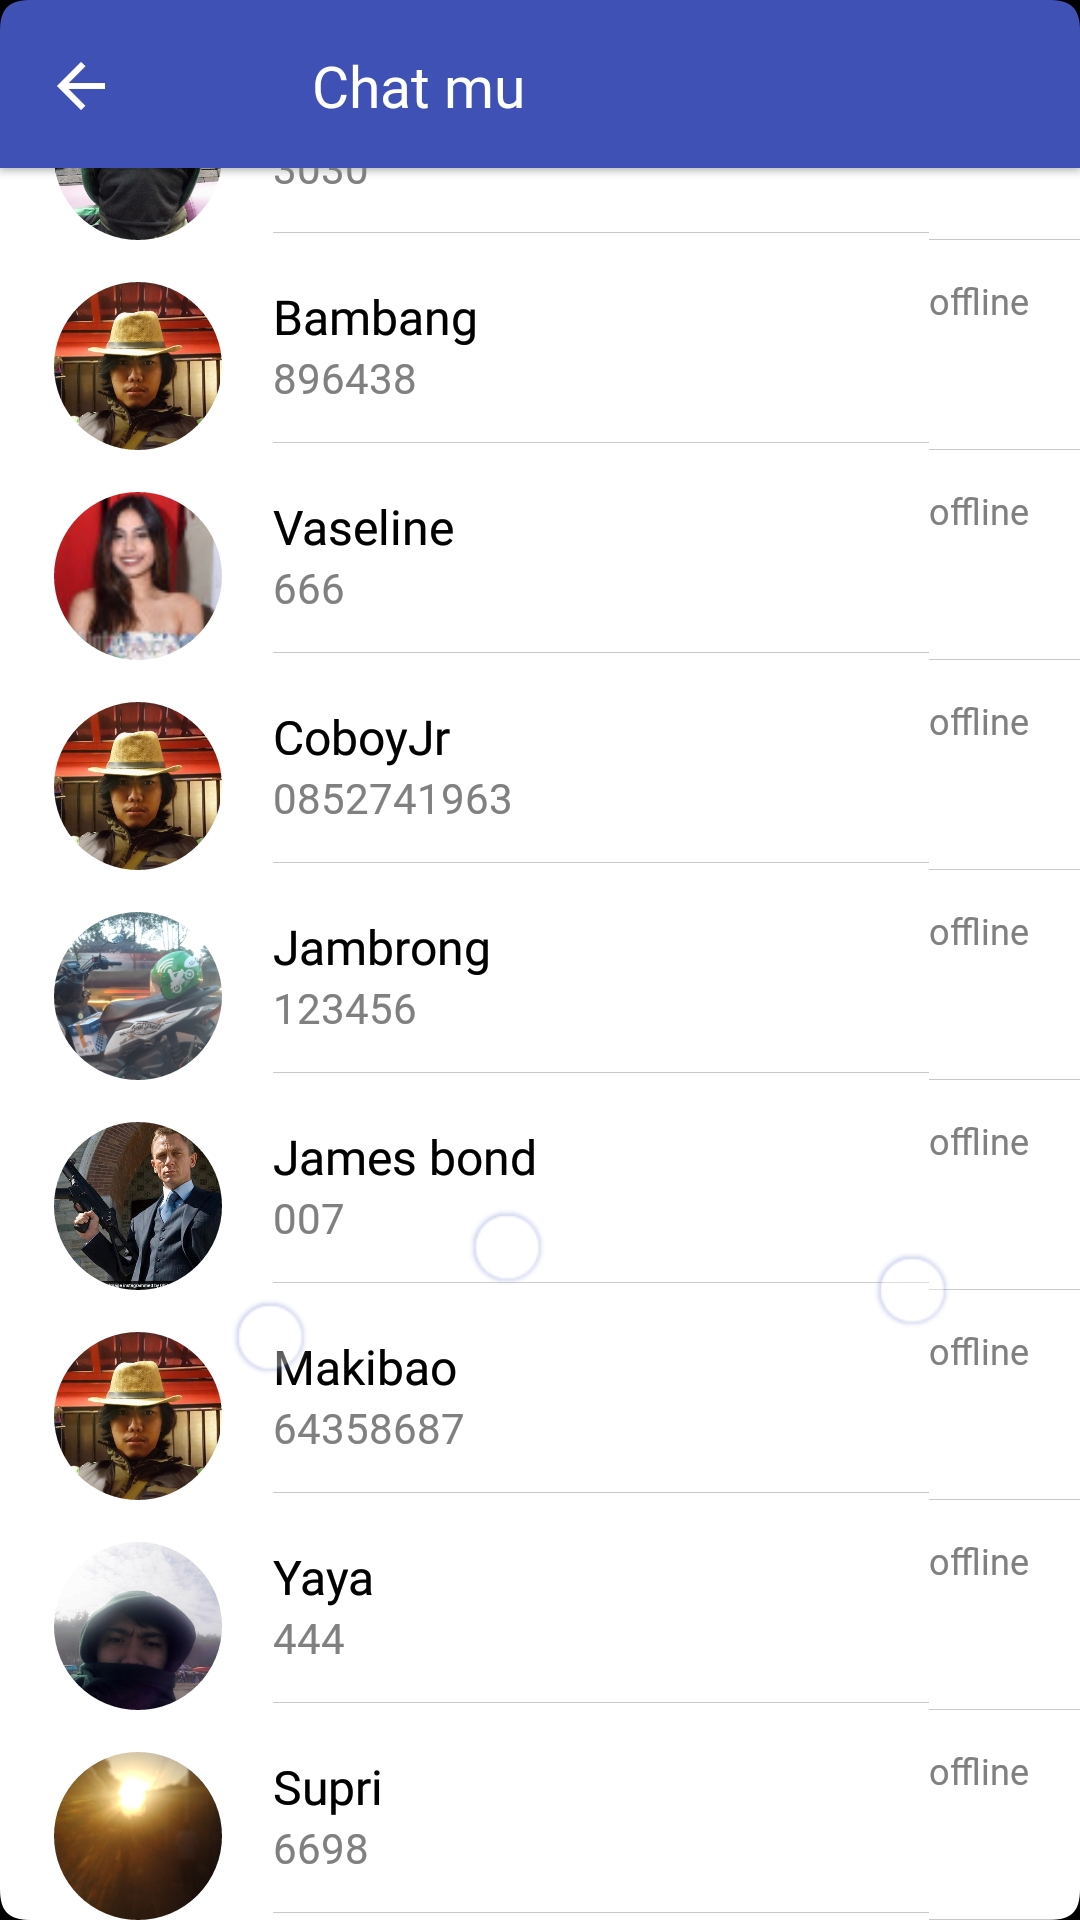 Chat mu
3030
Bambang
offline
896438
Vaseline
offline
666
CoboyJr
offline
0852741963
Jambrong
offline
123456
James bond
offline
007
Makibao
offline
64358687
Yaya
offline
444
Supri
offline
6698